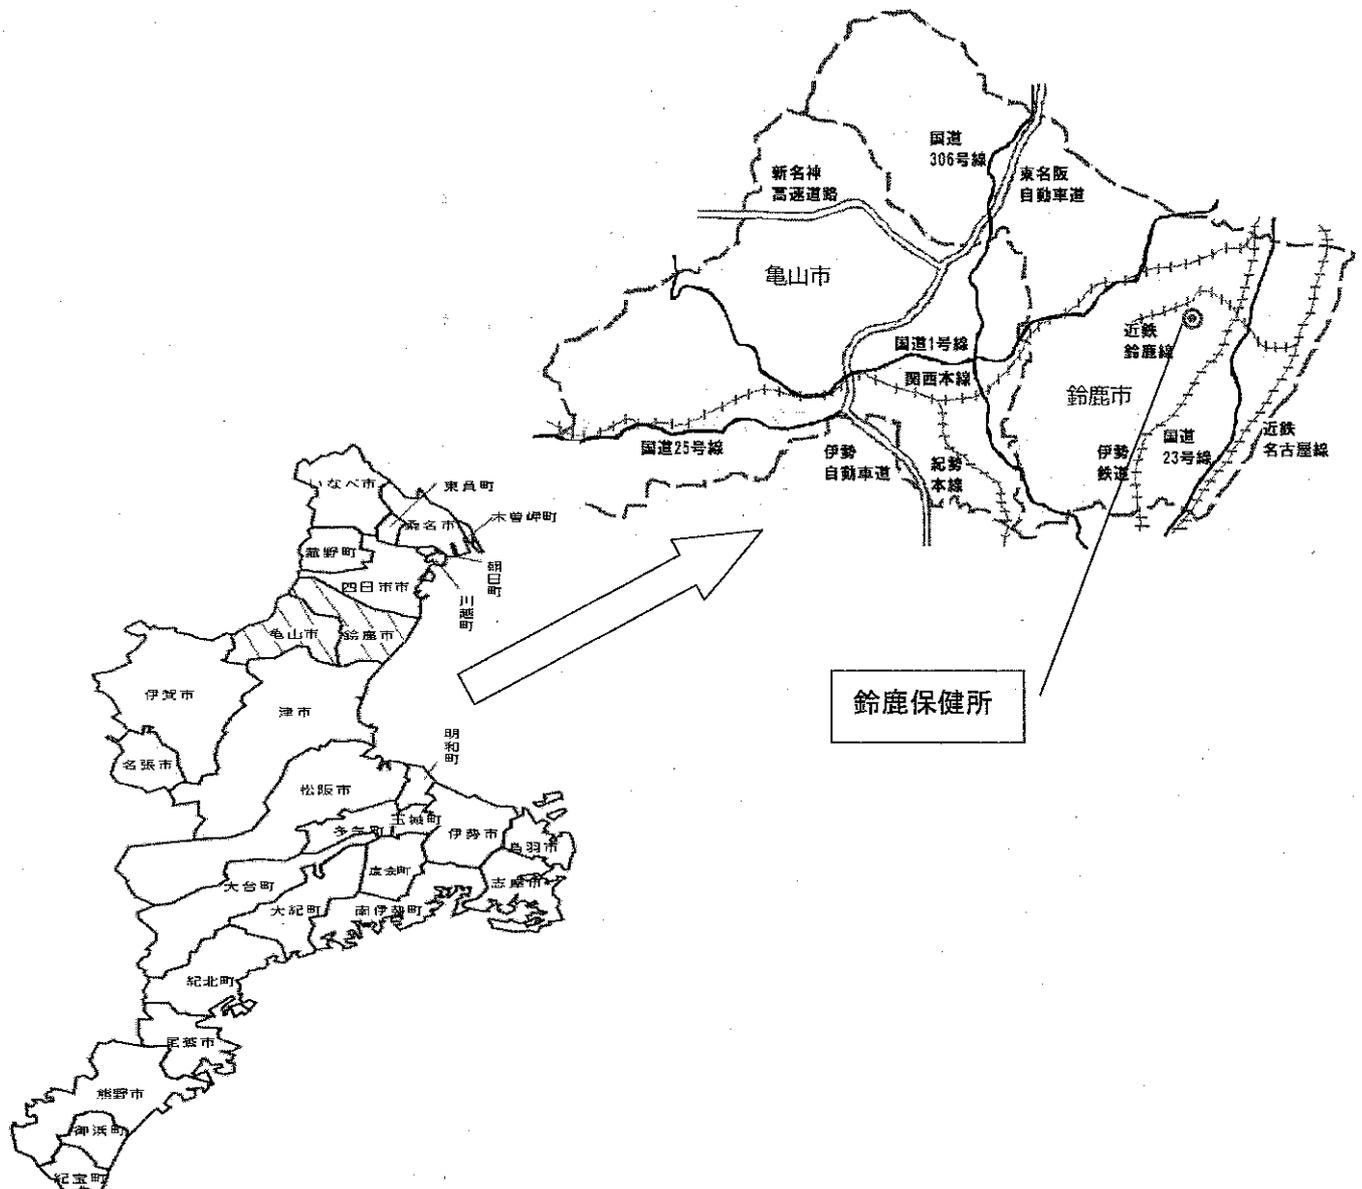 国道
306号線
新名神
高速道路
東名阪
自動車道
亀山市
近鉄
鈴鹿線
国道1号線
関西本線
鈴鹿市
国道25号線
伊勢
自動車道
紀勢
本線
伊勢
鉄道
国道
23号線
近鉄
名古屋線
鈴鹿保健所
いなべ市
東員町
桑名市
木曽岬町
菰野町
朝日町
四日市市
川越町
亀山市
鈴鹿市
伊賀市
津市
名張市
明和町
松阪市
多気町
玉城町
伊勢市
鳥羽市
度会町
志摩市
大台町
大紀町
南伊勢町
紀北町
尾鷲市
熊野市
御浜町
紀宝町